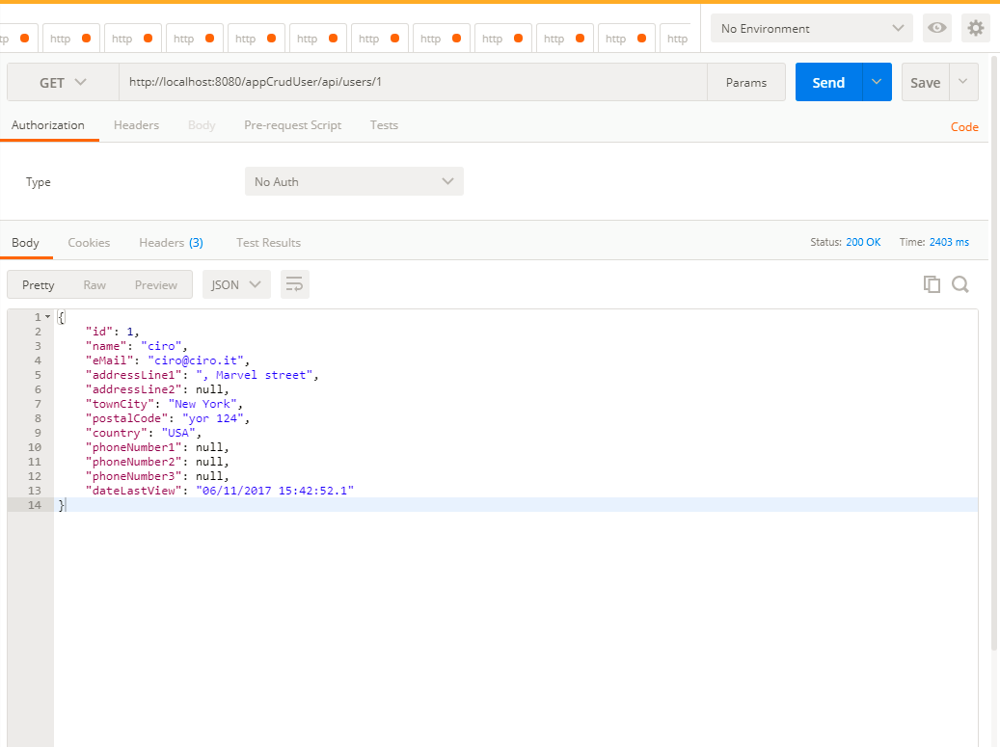 tp http http http http http http http http http http http No Environment
GET http://localhost:8080/appCrudUser/api/users/1 Params Send Save
Authorization Headers Body Pre-request Script Tests Code
Type No Auth
Body Cookies Headers (3) Test Results Status: 200 OK Time: 2403 ms
Pretty Raw Preview JSON
1 {
2 "id": 1,
3 "name": "ciro",
4 "eMail": "ciro@ciro.it",
5 "addressLine1": ", Marvel street",
6 "addressLine2": null,
7 "townCity": "New York",
8 "postalCode": "yor 124",
9 "country": "USA",
10 "phoneNumber1": null,
11 "phoneNumber2": null,
12 "phoneNumber3": null,
13 "dateLastView": "06/11/2017 15:42:52.1"
14 }